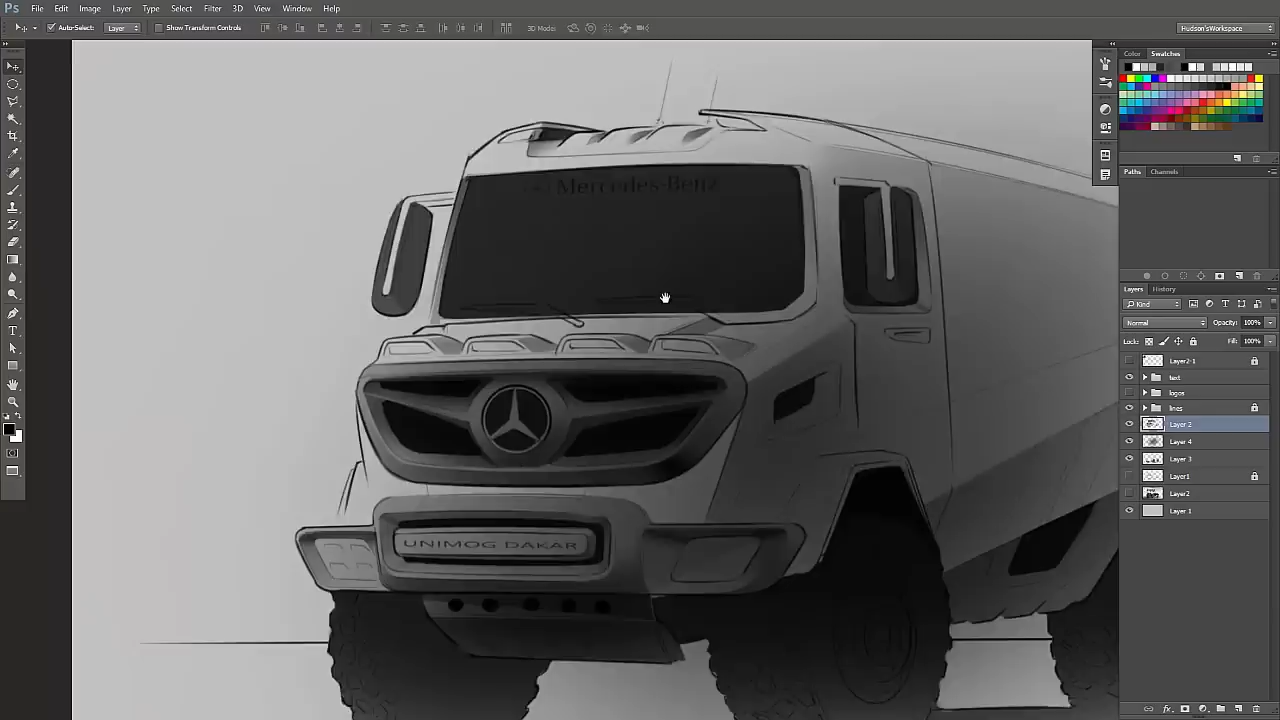 Ps File Edit Image Layer Type Select Filter 3D View Window Help
Auto-Select: Layer Show Transform Controls 3D Mode: Hudson'sWorkspace
Color Swatches
Paths Channels
Layers History
Kind
Normal Opacity: 100%
Lock: Fill: 100%
Layer2-1
text
logos
lines
Layer 2
Layer 4
Layer 3
Layer1
Layer2
Layer 1
Mercedes-Benz
UNIMOG DAKAR